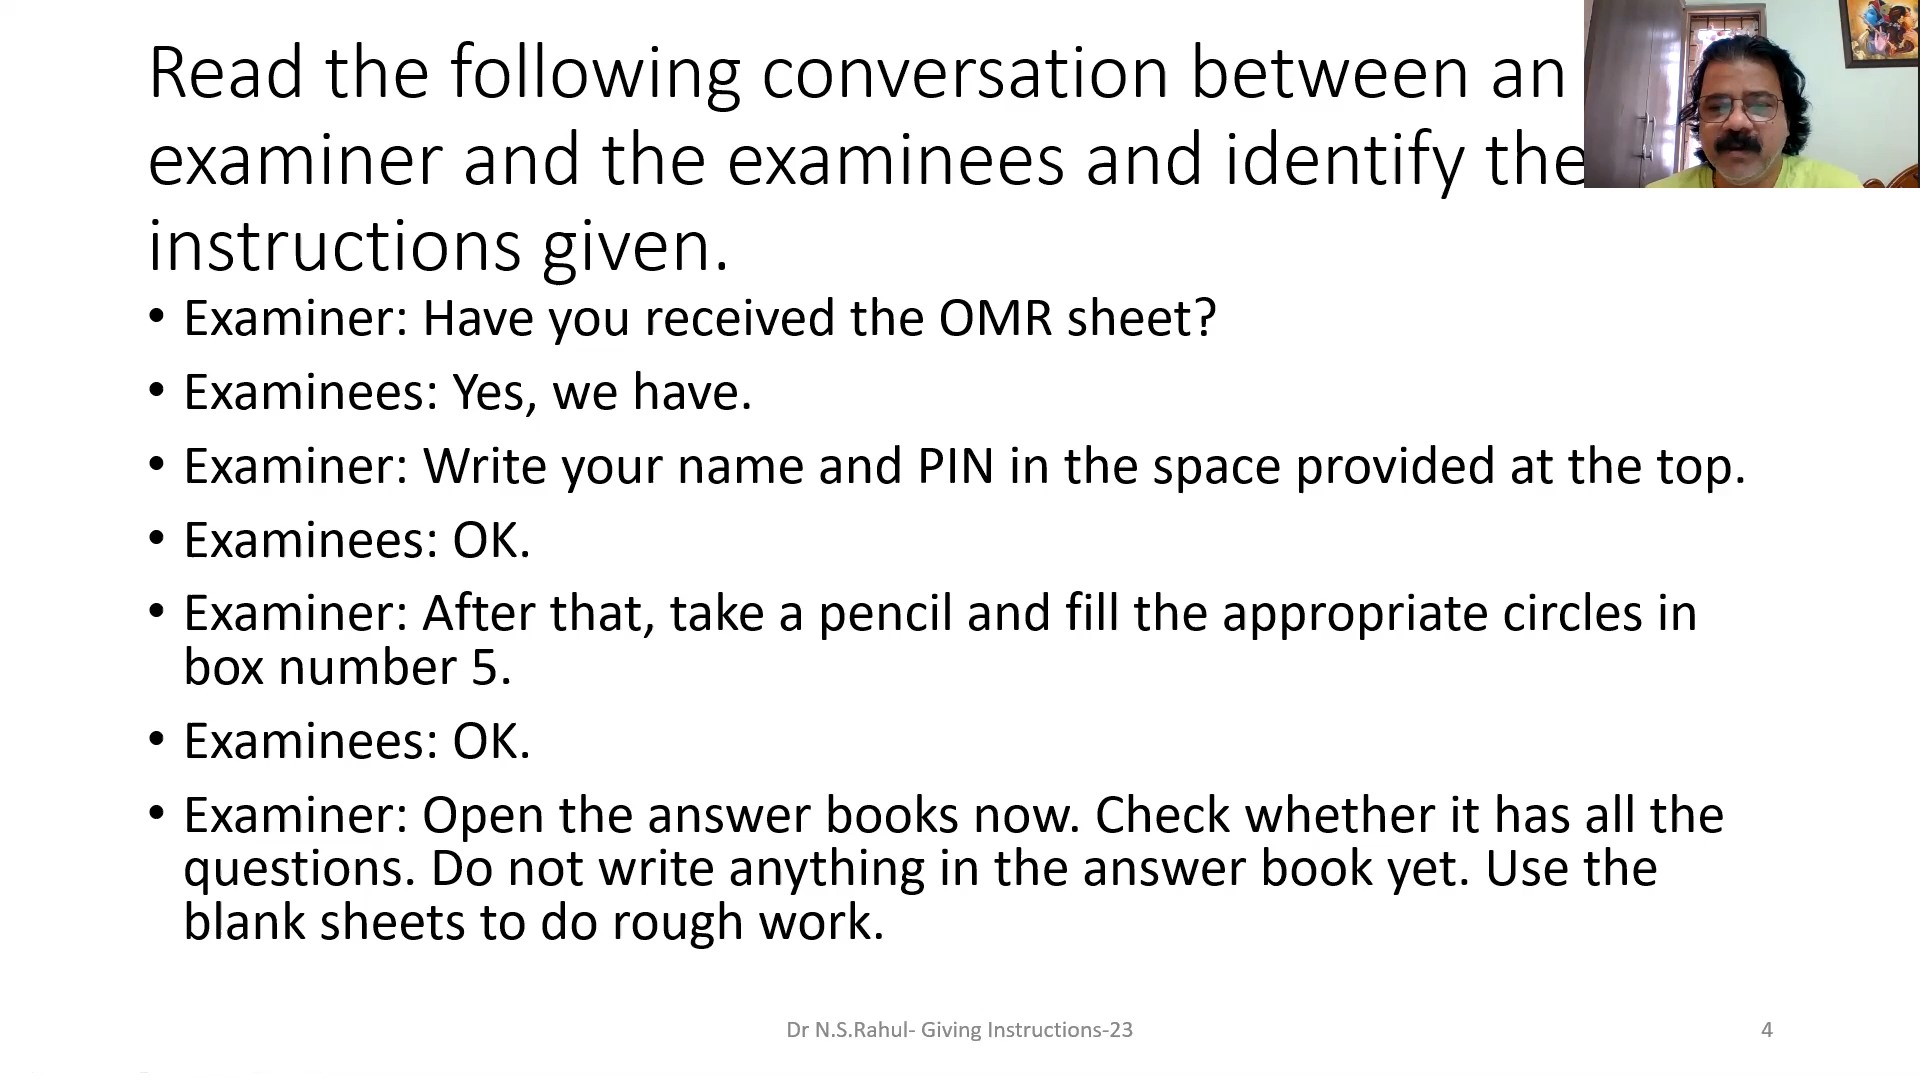 Read the following conversation between an
examiner and the examinees and identify the
instructions given.
• Examiner: Have you received the OMR sheet?
• Examinees: Yes, we have.
• Examiner: Write your name and PIN in the space provided at the top.
• Examinees: OK.
• Examiner: After that, take a pencil and fill the appropriate circles in
box number 5.
• Examinees: OK.
• Examiner: Open the answer books now. Check whether it has all the
questions. Do not write anything in the answer book yet. Use the
blank sheets to do rough work.
Dr N.S.Rahul- Giving Instructions-23
4